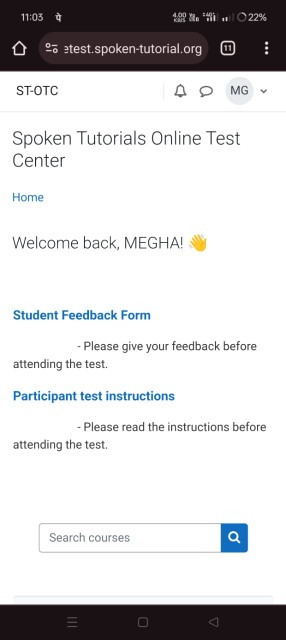 11:03 पे 4.00 KB/S Vo 4G+ 22%
etest.spoken-tutorial.org 11
ST-OTC MG
Spoken Tutorials Online Test
Center
Home
Welcome back, MEGHA! 👋
Student Feedback Form
- Please give your feedback before
attending the test.
Participant test instructions
- Please read the instructions before
attending the test.
Search courses